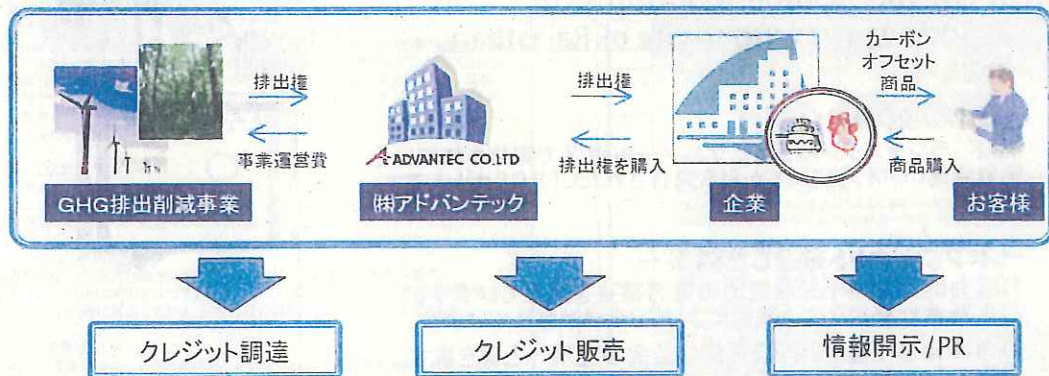 排出権
事業運営費
ADVANTEC CO.LTD
排出権
排出権を購入
カーボン
オフセット
商品
商品購入
GHG排出削減事業
㈱アドバンテック
企業
お客様
クレジット調達
クレジット販売
情報開示/PR